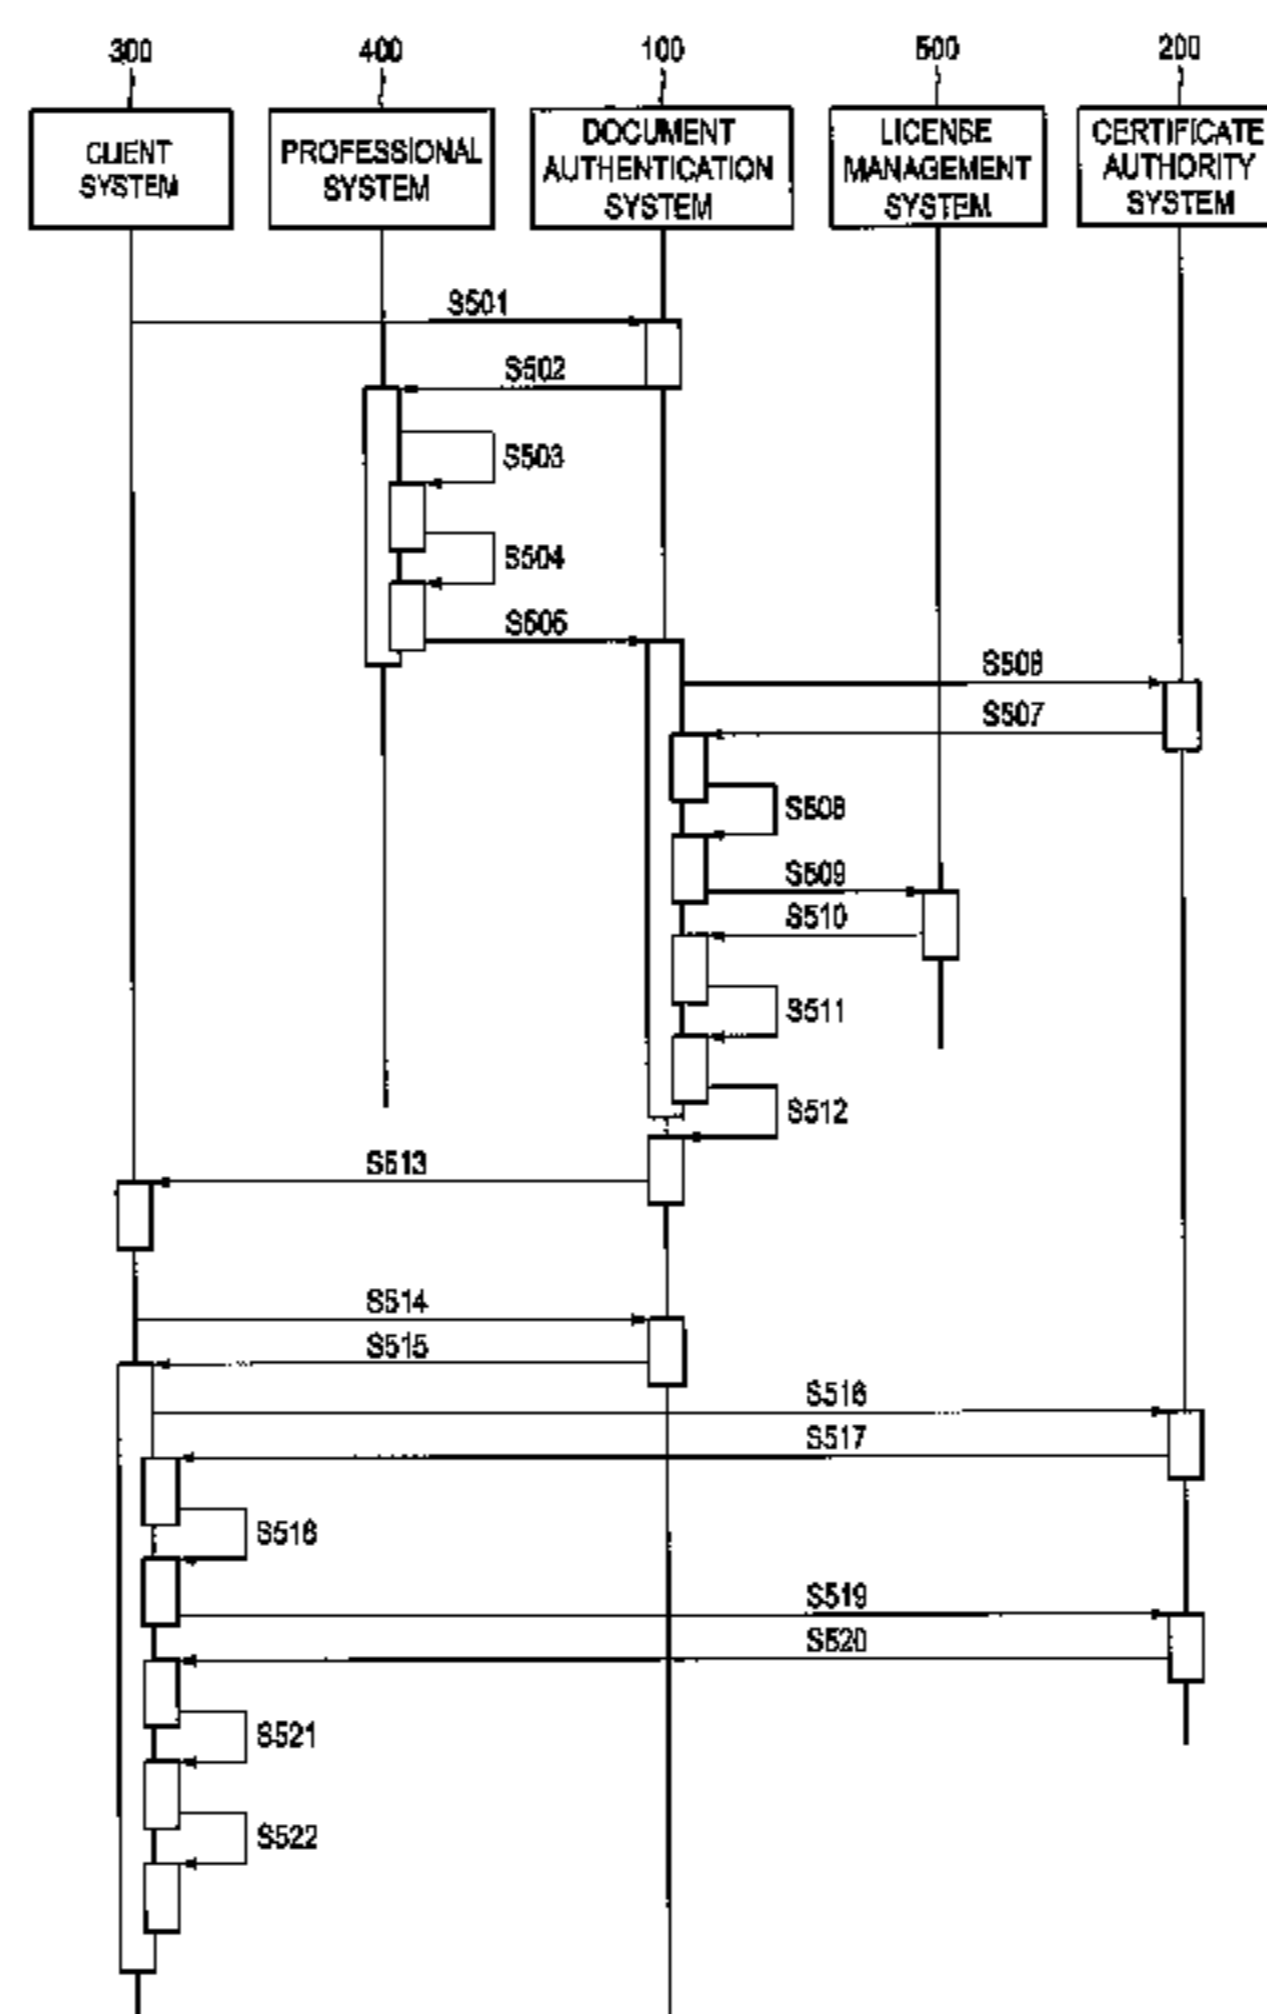 300
400
100
500
200
CLIENT
SYSTEM
PROFESSIONAL
SYSTEM
DOCUMENT
AUTHENTICATION
SYSTEM
LICENSE
MANAGEMENT
SYSTEM
CERTIFICATE
AUTHORITY
SYSTEM
S501
S502
S503
S504
S505
S506
S507
S508
S509
S510
S511
S512
S513
S514
S515
S516
S517
S518
S519
S520
S521
S522